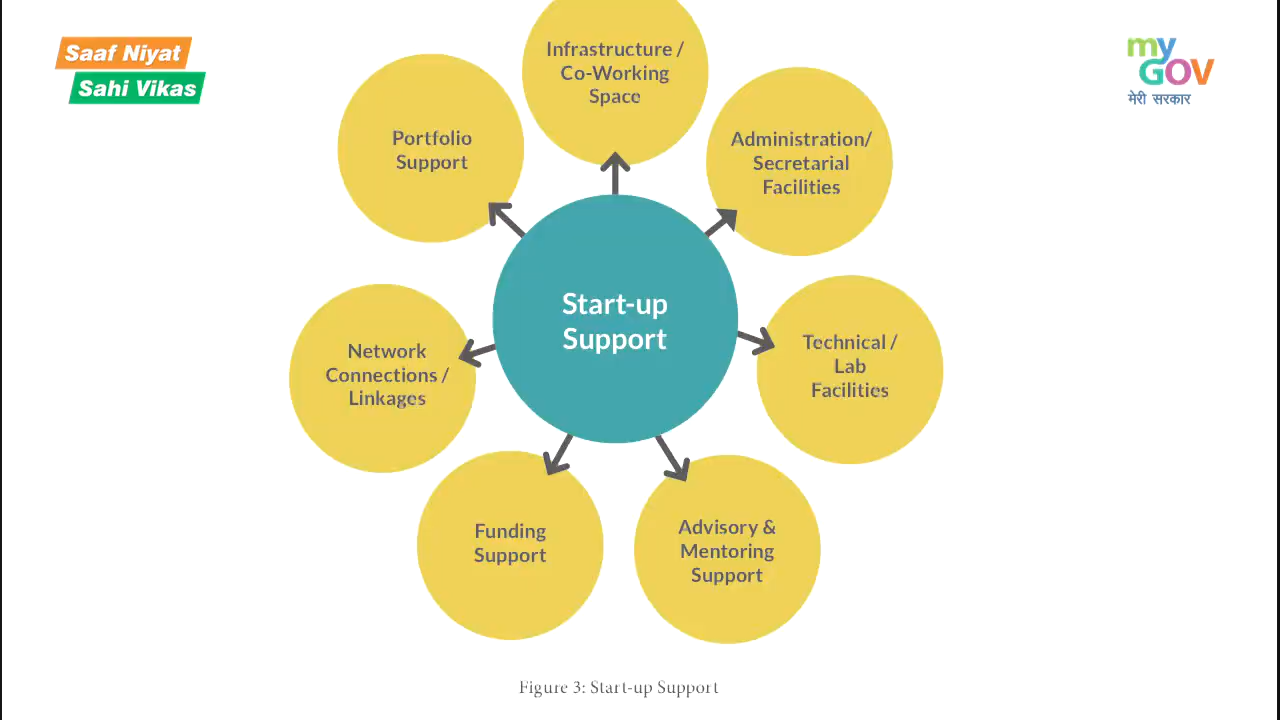 Saaf Niyat
Sahi Vikas
my
GOV
मेरी सरकार
Infrastructure /
Co-Working
Space
Portfolio
Support
Administration/
Secretarial
Facilities
Start-up
Support
Network
Connections /
Linkages
Technical /
Lab
Facilities
Funding
Support
Advisory &
Mentoring
Support
Figure 3: Start-up Support